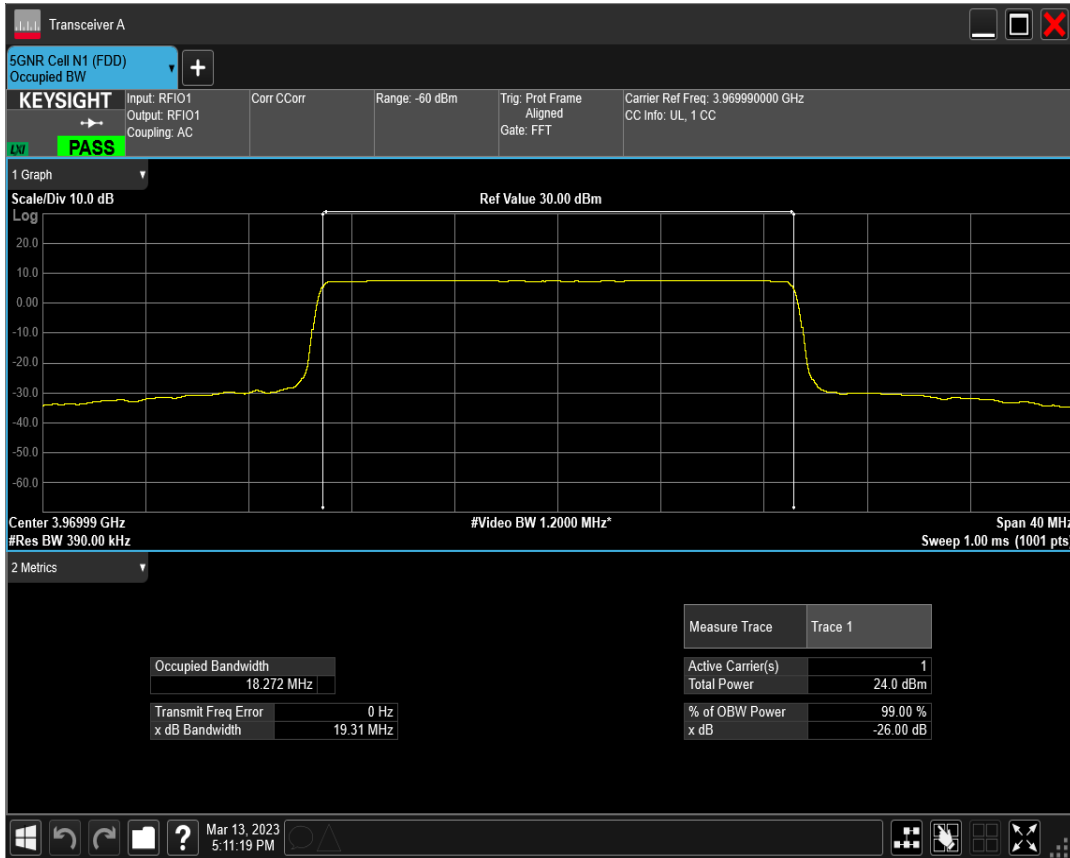 Transceiver A
5GNR Cell N1 (FDD)
Occupied BW
+
KEYSIGHT
LXI
PASS
Input: RFIO1
Output: RFIO1
Coupling: AC
Corr CCorr
Range: -60 dBm
Trig: Prot Frame
Aligned
Gate: FFT
Carrier Ref Freq: 3.969990000 GHz
CC Info: UL, 1 CC
1 Graph
Scale/Div 10.0 dB
Ref Value 30.00 dBm
Log
20.0
10.0
0.00
-10.0
-20.0
-30.0
-40.0
-50.0
-60.0
Center 3.96999 GHz
#Video BW 1.2000 MHz*
Span 40 MHz
#Res BW 390.00 kHz
Sweep 1.00 ms (1001 pts)
2 Metrics
Measure Trace Trace 1
Occupied Bandwidth
18.272 MHz
Active Carrier(s) 1
Total Power 24.0 dBm
Transmit Freq Error 0 Hz
x dB Bandwidth 19.31 MHz
% of OBW Power 99.00 %
x dB -26.00 dB
?
Mar 13, 2023
5:11:19 PM